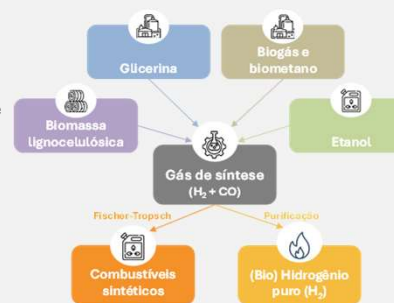 Glicerina
Biogás e
biometano
Biomassa
lignocelulósica
Etanol
Gás de síntese
(H₂ + CO)
Fischer-Tropsch
Purificação
Combustíveis
sintéticos
(Bio) Hidrogênio
puro (H₂)